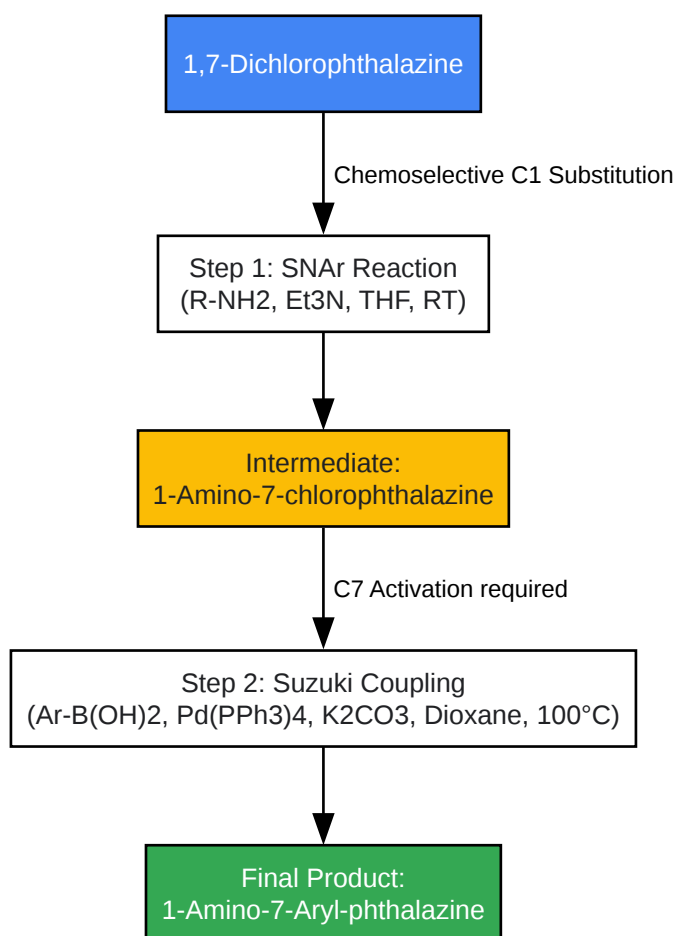 1,7-Dichlorophthalazine
Chemoselective C1 Substitution
Step 1: SNAr Reaction
(R-NH2, Et3N, THF, RT)
Intermediate:
1-Amino-7-chlorophthalazine
C7 Activation required
Step 2: Suzuki Coupling
(Ar-B(OH)2, Pd(PPh3)4, K2CO3, Dioxane, 100°C)
Final Product:
1-Amino-7-Aryl-phthalazine